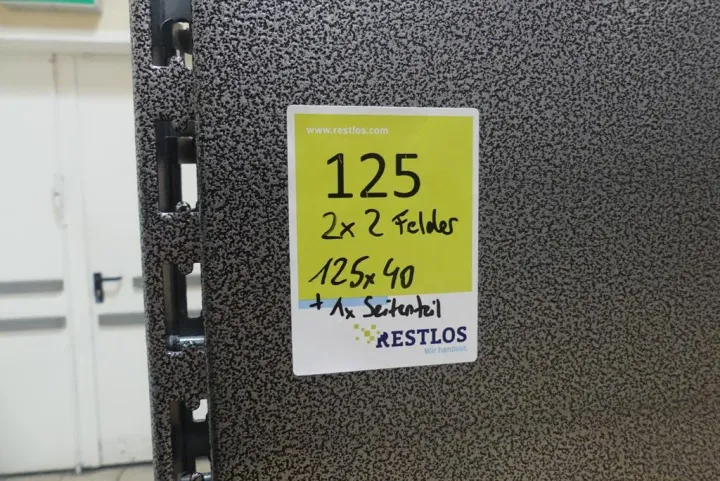 www.restlos.com
125
2x 2 Felder
125x40
+ 1x Seitenteil
RESTLOS
Wir handeln.